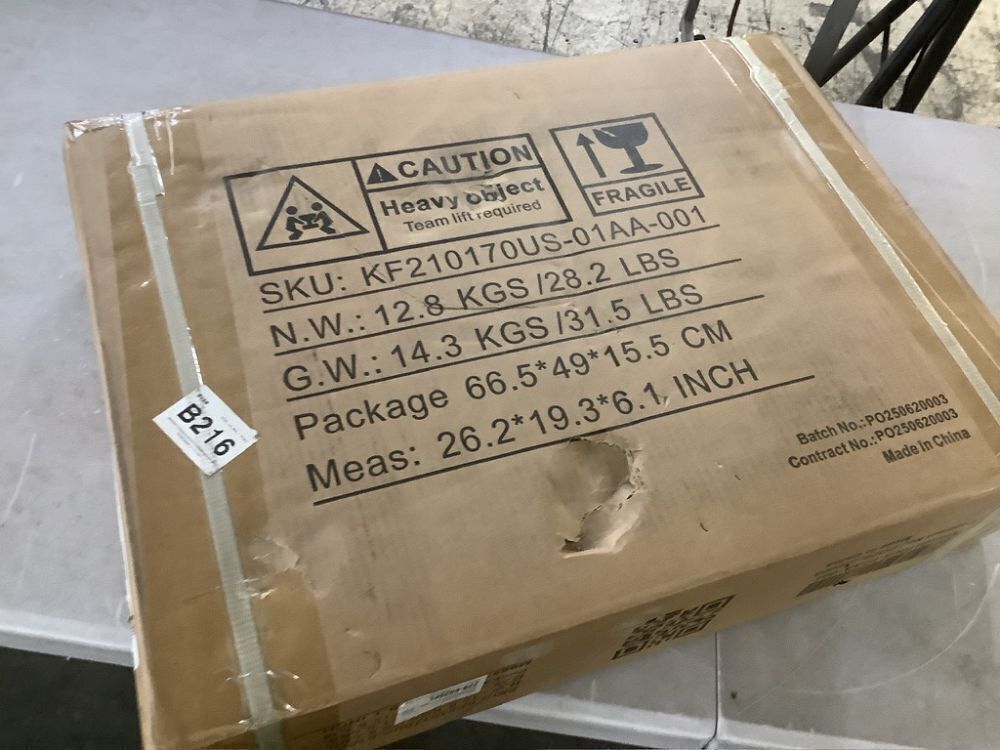 CAUTION
Heavy object
Team lift required
FRAGILE
SKU: KF210170US-01AA-001
N.W.: 12.8 KGS /28.2 LBS
G.W.: 14.3 KGS /31.5 LBS
Package 66.5*49*15.5 CM
Meas: 26.2*19.3*6.1 INCH
B216
Batch No.:PO250620003
Contract No.:PO250620003
Made In China